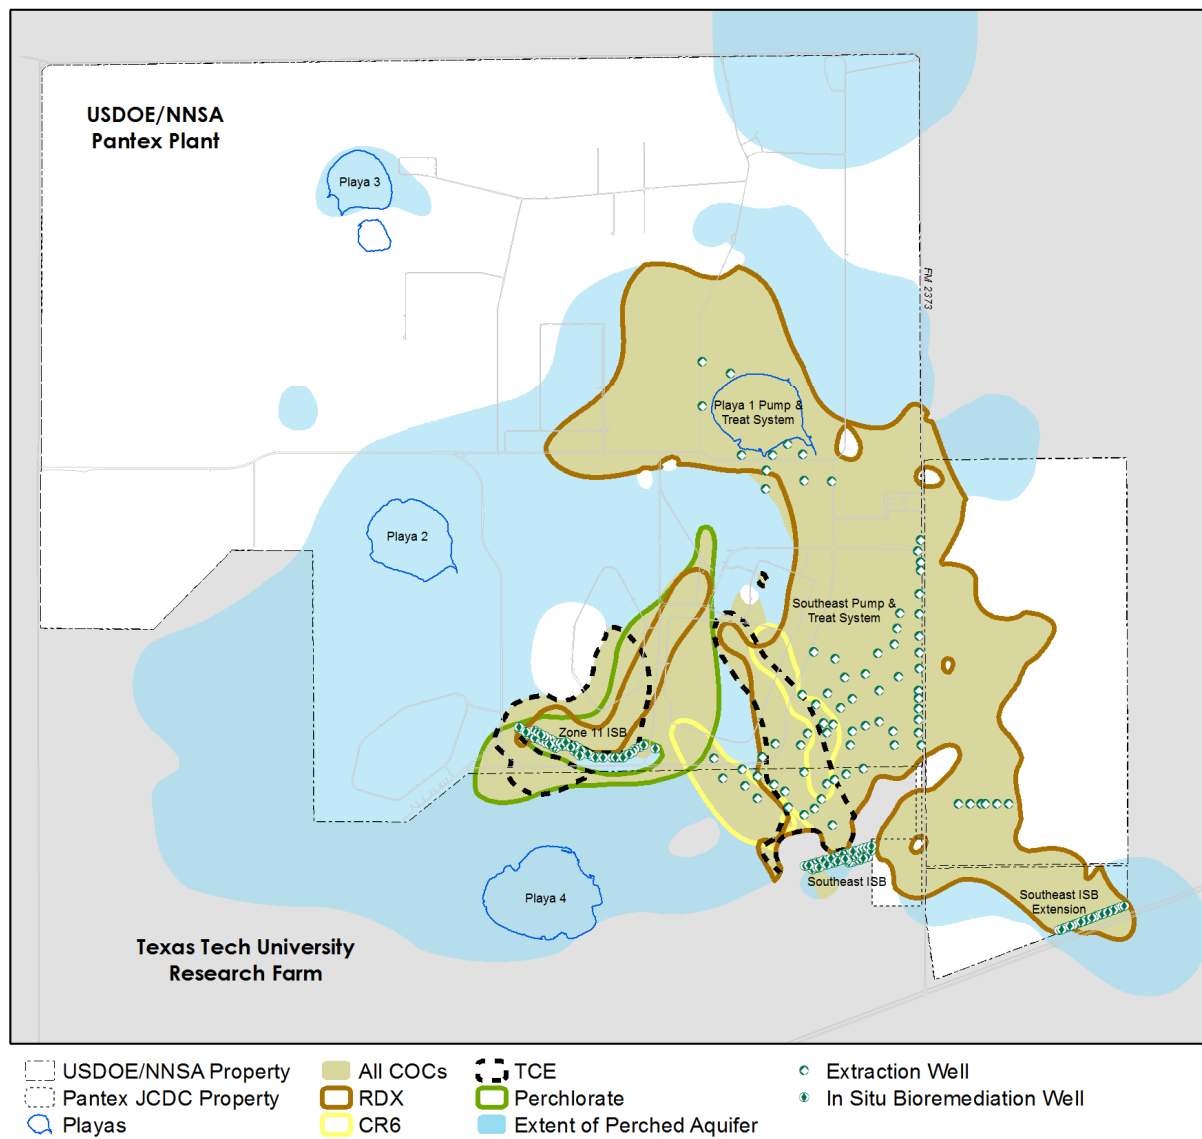 USDOE/NNSA
Pantex Plant
Playa 3
FM 2373
Playa 1 Pump &
Treat System
Playa 2
Southeast Pump &
Treat System
Zone 11 ISB
Southeast ISB
Playa 4
Southeast ISB
Extension
Texas Tech University
Research Farm
USDOE/NNSA Property
All COCs
TCE
Extraction Well
Pantex JCDC Property
RDX
Perchlorate
In Situ Bioremediation Well
Playas
CR6
Extent of Perched Aquifer